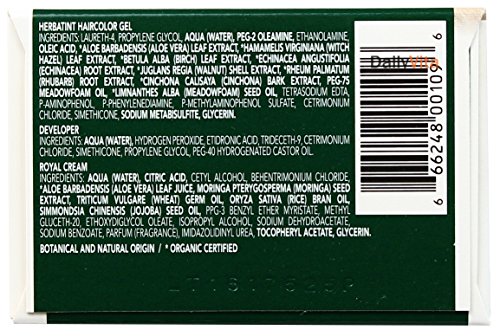 HERBATINT HAIRCOLOR GEL
INGREDIENTS: LAURETH-4, PROPYLENE GLYCOL, AQUA (WATER), PEG-2 OLEAMINE, ETHANOLAMINE,
OLEIC ACID, *ALOE BARBADENSIS (ALOE VERA) LEAF EXTRACT, *HAMAMELIS VIRGINIANA (WITCH
HAZEL) LEAF EXTRACT, *BETULA ALBA (BIRCH) LEAF EXTRACT, *ECHINACEA ANGUSTIFOLIA
(ECHINACEA) ROOT EXTRACT, *JUGLANS REGIA (WALNUT) SHELL EXTRACT, *RHEUM PALMATUM
(RHUBARB) ROOT EXTRACT, *CINCHONA CALISAYA (CINCHONA) BARK EXTRACT, PEG-75
MEADOWFOAM OIL, *LIMNANTHES ALBA (MEADOWFOAM) SEED OIL, TETRASODIUM EDTA,
P-AMINOPHENOL, P-PHENYLENEDIAMINE, P-METHYLAMINOPHENOL SULFATE, CETRIMONIUM
CHLORIDE, SIMETHICONE, SODIUM METABISULFITE, GLYCERIN.
DEVELOPER
INGREDIENTS: AQUA (WATER), HYDROGEN PEROXIDE, ETIDRONIC ACID, TRIDECETH-9, CETRIMONIUM
CHLORIDE, SIMETHICONE, PROPYLENE GLYCOL, PEG-40 HYDROGENATED CASTOR OIL.
ROYAL CREAM
INGREDIENTS: AQUA (WATER), CITRIC ACID, CETYL ALCOHOL, BEHENTRIMONIUM CHLORIDE,
*ALOE BARBADENSIS (ALOE VERA) LEAF JUICE, MORINGA PTERYGOSPERMA (MORINGA) SEED
EXTRACT, TRITICUM VULGARE (WHEAT) GERM OIL, ORYZA SATIVA (RICE) BRAN OIL,
SIMMONDSIA CHINENSIS (JOJOBA) SEED OIL, PPG-3 BENZYL ETHER MYRISTATE, METHYL
GLUCETH-20, ETHOXYDIGLYCOL OLEATE, ISOPROPYL ALCOHOL, SODIUM DEHYDROACETATE,
SODIUM BENZOATE, PARFUM (FRAGRANCE), IMIDAZOLIDINYL UREA, TOCOPHERYL ACETATE, GLYCERIN.
BOTANICAL AND NATURAL ORIGIN / * ORGANIC CERTIFIED
DailyVita
6 66248 00109 6